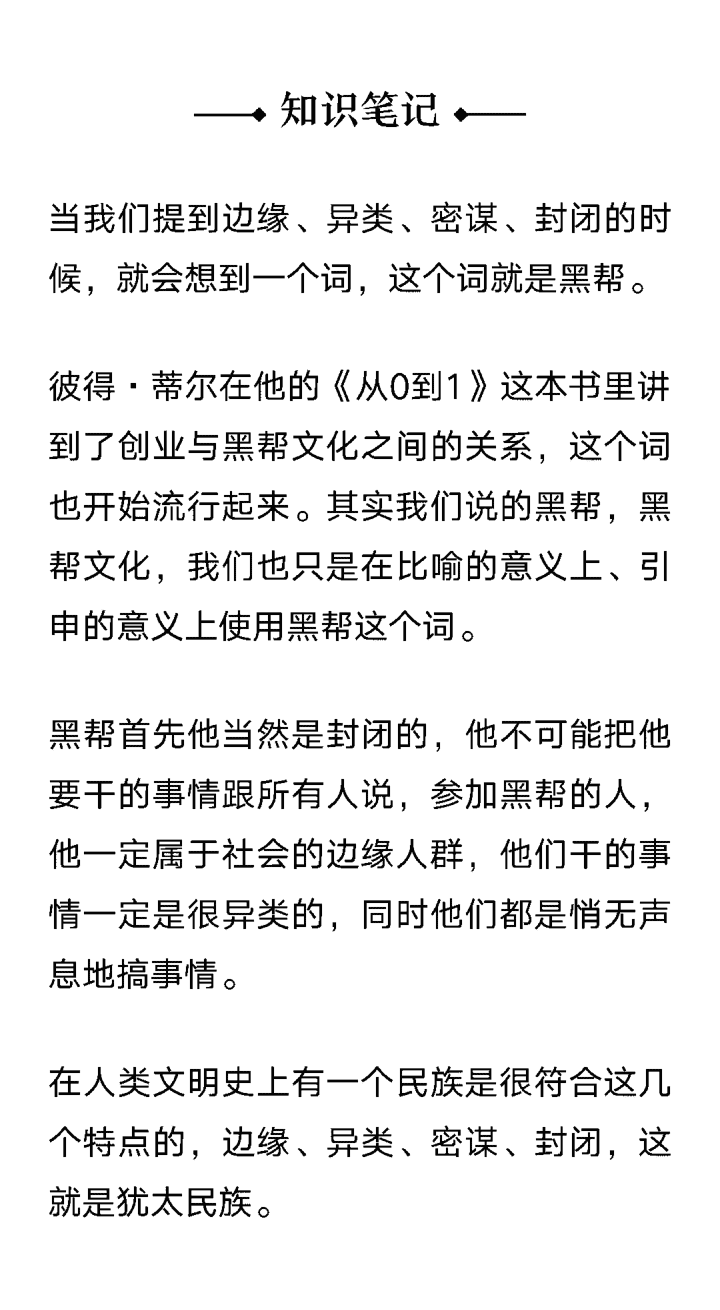 知识笔记
当我们提到边缘、异类、密谋、封闭的时
候，就会想到一个词，这个词就是黑帮。
彼得·蒂尔在他的《从0到1》这本书里讲
到了创业与黑帮文化之间的关系，这个词
也开始流行起来。其实我们说的黑帮，黑
帮文化，我们也只是在比喻的意义上、引
申的意义上使用黑帮这个词。
黑帮首先他当然是封闭的，他不可能把他
要干的事情跟所有人说，参加黑帮的人，
他一定属于社会的边缘人群，他们干的事
情一定是很异类的，同时他们都是悄无声
息地搞事情。
在人类文明史上有一个民族是很符合这几
个特点的，边缘、异类、密谋、封闭，这
就是犹太民族。